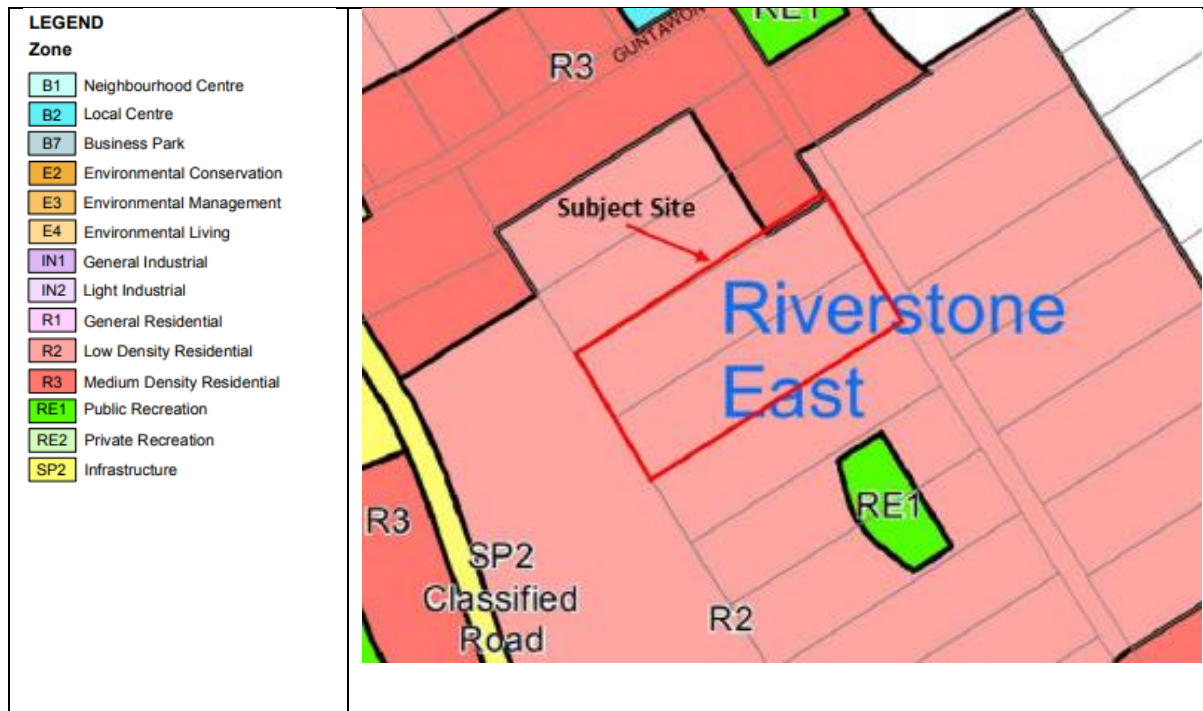 LEGEND
Zone
B1 Neighbourhood Centre
B2 Local Centre
B7 Business Park
E2 Environmental Conservation
E3 Environmental Management
E4 Environmental Living
IN1 General Industrial
IN2 Light Industrial
R1 General Residential
R2 Low Density Residential
R3 Medium Density Residential
RE1 Public Recreation
RE2 Private Recreation
SP2 Infrastructure
RE1
GUNTAWON
R3
Subject Site
Riverstone
East
RE1
R3
SP2
Classified
Road
R2